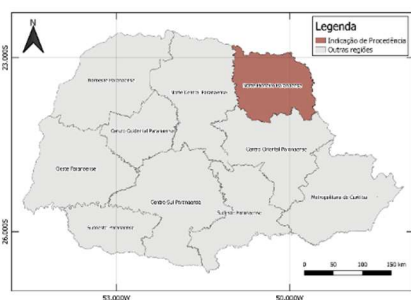 N
Legenda
Indicação de Procedência
Outras regiões
23.000S
Noroeste Paranaense
Norte Central Paranaense
Centro Ocidental Paranaense
Centro Oriental Paranaense
Oeste Paranaense
Centro-Sul Paranaense
Metropolitana de Curitiba
Sudeste Paranaense
26.000S
0 50 100 150 km
53.000W
50.000W